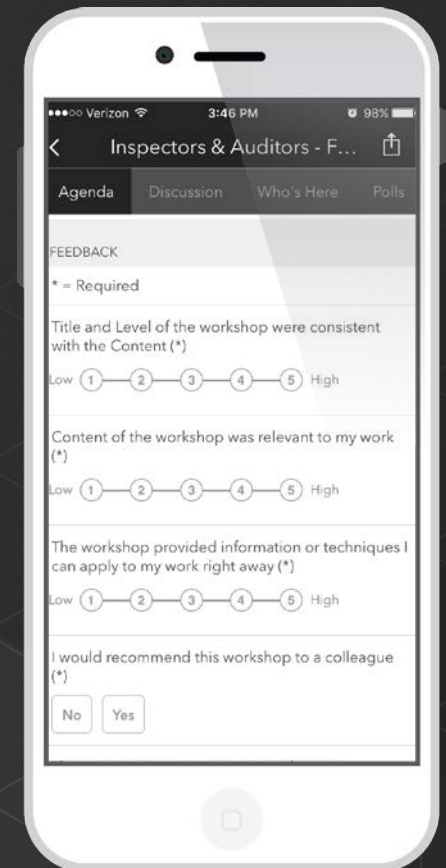 Verizon 3:46 PM 98%
Inspectors & Auditors - F...
Agenda Discussion Who's Here Polls
FEEDBACK
* = Required
Title and Level of the workshop were consistent
with the Content (*)
Low 1 2 3 4 5 High
Content of the workshop was relevant to my work
(*)
Low 1 2 3 4 5 High
The workshop provided information or techniques I
can apply to my work right away (*)
Low 1 2 3 4 5 High
I would recommend this workshop to a colleague
(*)
No Yes